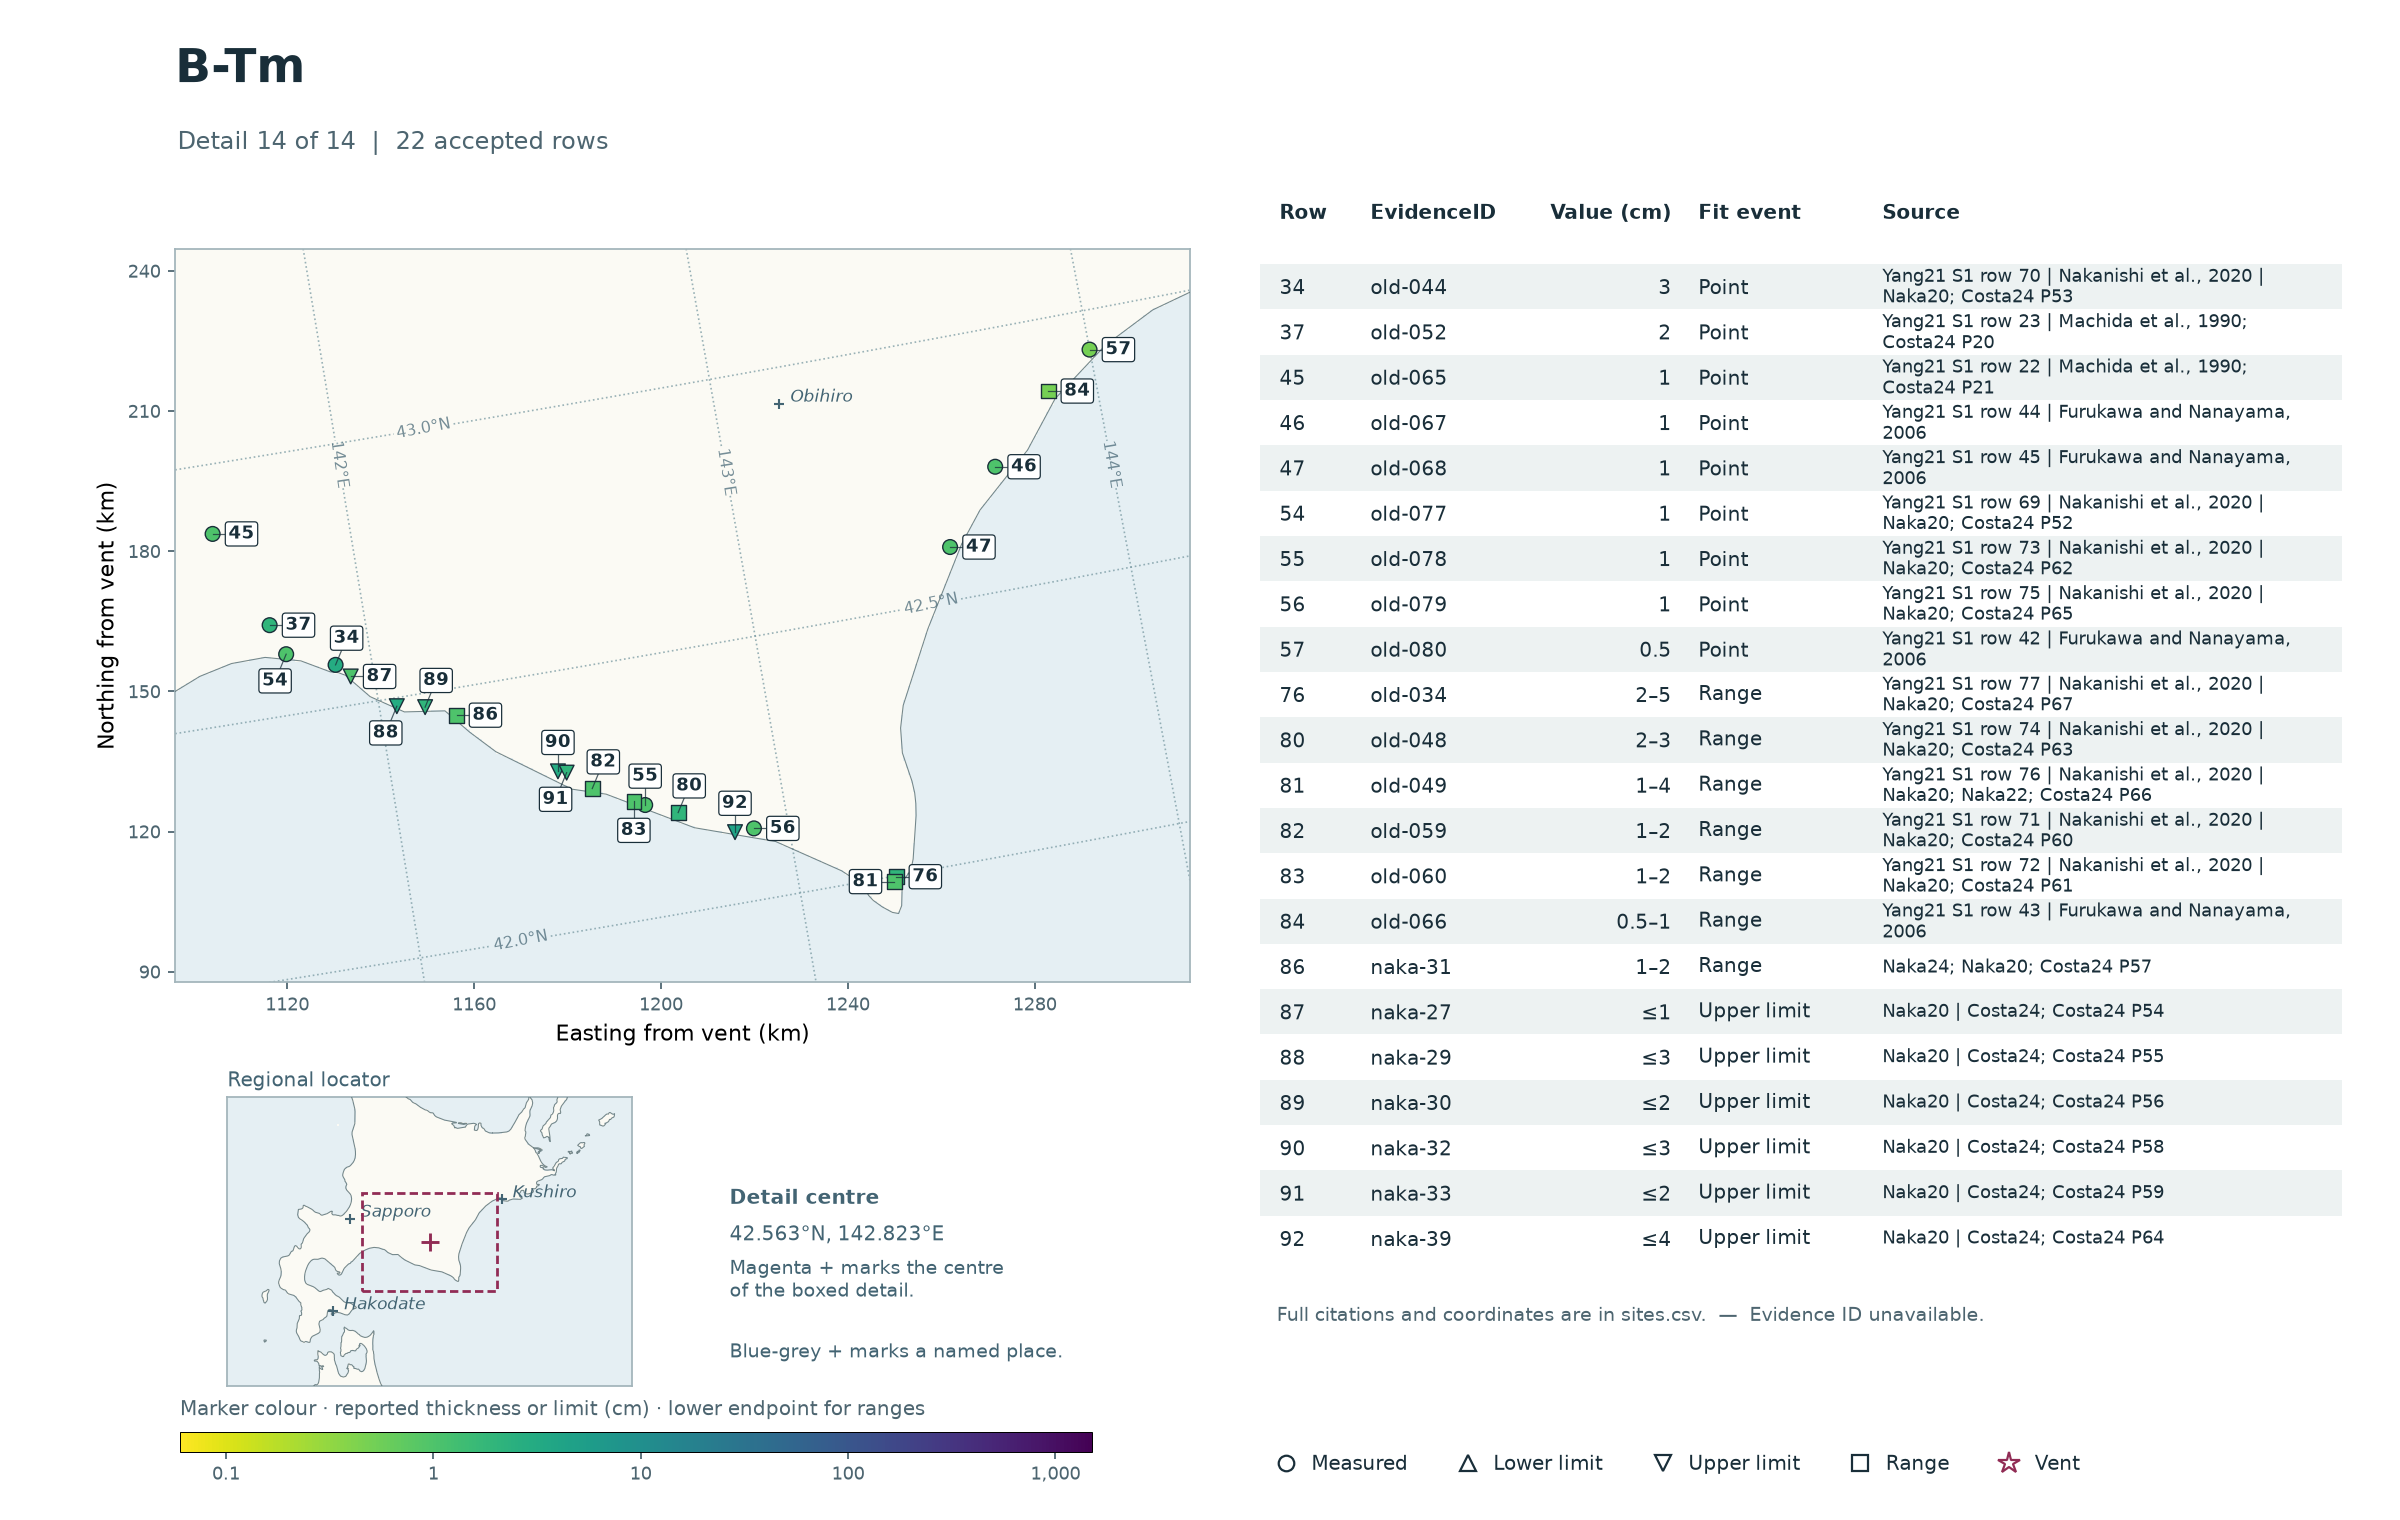 B-Tm
Detail 14 of 14 | 22 accepted rows
240
210
180
150
120
90
Northing from vent (km)
1120
1160
1200
1240
1280
Easting from vent (km)
43.0°N
42.5°N
42.0°N
142°E
143°E
144°E
Obihiro
57
84
46
47
45
37
34
54
87
89
88
86
90
82
91
55
83
80
92
56
81
76
Regional locator
Kushiro
Sapporo
Hakodate
Detail centre
42.563°N, 142.823°E
Magenta + marks the centre
of the boxed detail.
Blue-grey + marks a named place.
Marker colour · reported thickness or limit (cm) · lower endpoint for ranges
0.1
1
10
100
1,000
Row EvidenceID Value (cm) Fit event Source
34 old-044 3 Point Yang21 S1 row 70 | Nakanishi et al., 2020 |
Naka20; Costa24 P53
37 old-052 2 Point Yang21 S1 row 23 | Machida et al., 1990;
Costa24 P20
45 old-065 1 Point Yang21 S1 row 22 | Machida et al., 1990;
Costa24 P21
46 old-067 1 Point Yang21 S1 row 44 | Furukawa and Nanayama,
2006
47 old-068 1 Point Yang21 S1 row 45 | Furukawa and Nanayama,
2006
54 old-077 1 Point Yang21 S1 row 69 | Nakanishi et al., 2020 |
Naka20; Costa24 P52
55 old-078 1 Point Yang21 S1 row 73 | Nakanishi et al., 2020 |
Naka20; Costa24 P62
56 old-079 1 Point Yang21 S1 row 75 | Nakanishi et al., 2020 |
Naka20; Costa24 P65
57 old-080 0.5 Point Yang21 S1 row 42 | Furukawa and Nanayama,
2006
76 old-034 2–5 Range Yang21 S1 row 77 | Nakanishi et al., 2020 |
Naka20; Costa24 P67
80 old-048 2–3 Range Yang21 S1 row 74 | Nakanishi et al., 2020 |
Naka20; Costa24 P63
81 old-049 1–4 Range Yang21 S1 row 76 | Nakanishi et al., 2020 |
Naka20; Naka22; Costa24 P66
82 old-059 1–2 Range Yang21 S1 row 71 | Nakanishi et al., 2020 |
Naka20; Costa24 P60
83 old-060 1–2 Range Yang21 S1 row 72 | Nakanishi et al., 2020 |
Naka20; Costa24 P61
84 old-066 0.5–1 Range Yang21 S1 row 43 | Furukawa and Nanayama,
2006
86 naka-31 1–2 Range Naka24; Naka20; Costa24 P57
87 naka-27 ≤1 Upper limit Naka20 | Costa24; Costa24 P54
88 naka-29 ≤3 Upper limit Naka20 | Costa24; Costa24 P55
89 naka-30 ≤2 Upper limit Naka20 | Costa24; Costa24 P56
90 naka-32 ≤3 Upper limit Naka20 | Costa24; Costa24 P58
91 naka-33 ≤2 Upper limit Naka20 | Costa24; Costa24 P59
92 naka-39 ≤4 Upper limit Naka20 | Costa24; Costa24 P64
Full citations and coordinates are in sites.csv. — Evidence ID unavailable.
Measured
Lower limit
Upper limit
Range
Vent